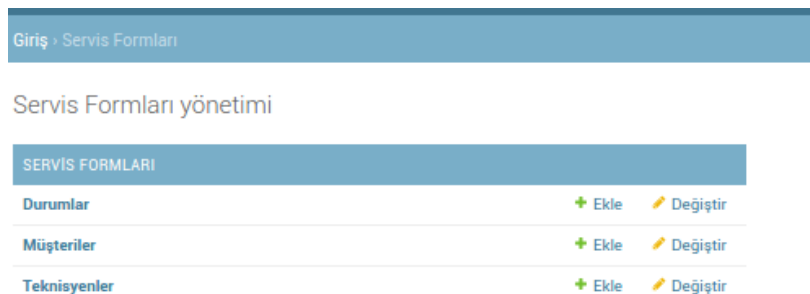 Giriş › Servis Formları
Servis Formları yönetimi
SERVİS FORMLARI
Durumlar Ekle Değiştir
Müşteriler Ekle Değiştir
Teknisyenler Ekle Değiştir